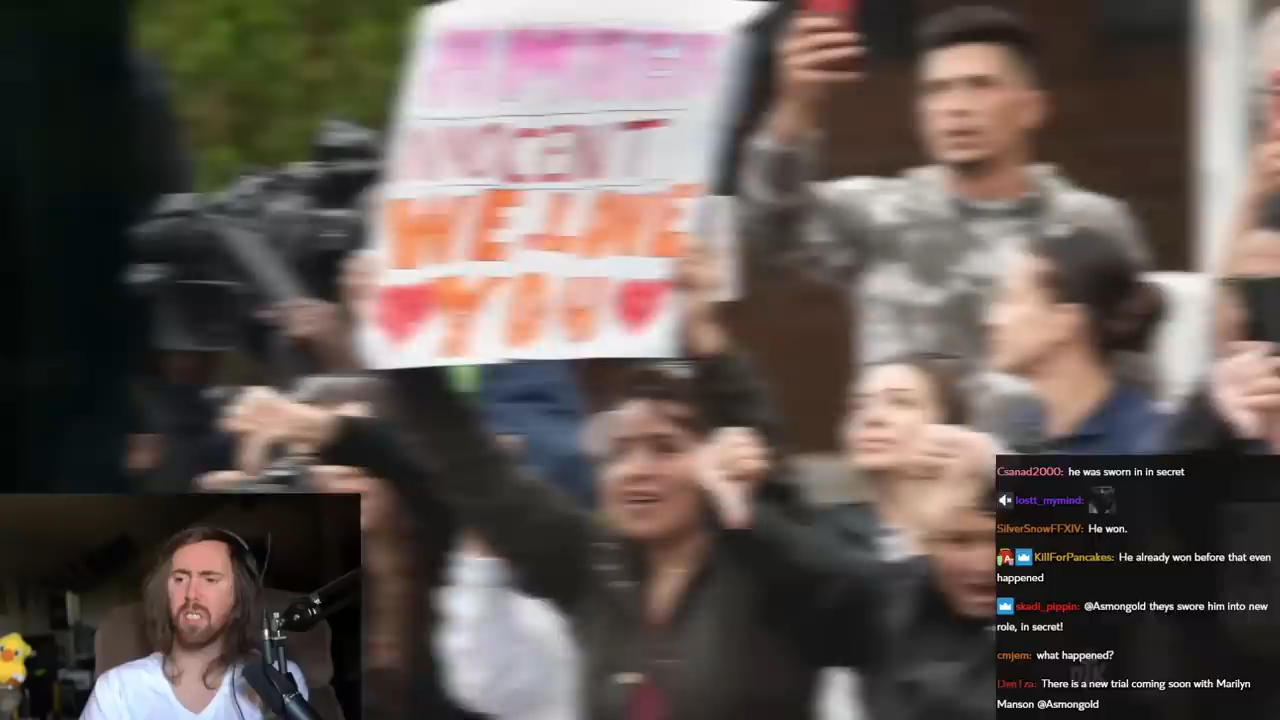 INOCENT
WE LOVE
YOU
Csanad2000: he was sworn in in secret
lostt_mymind:
SilverSnowFFXIV: He won.
KillForPancakes: He already won before that even
happened
skadi_pippin: @Asmongold theys swore him into new
role, in secret!
cmjem: what happened?
There is a new trial coming soon with Marilyn
Manson @Asmongold